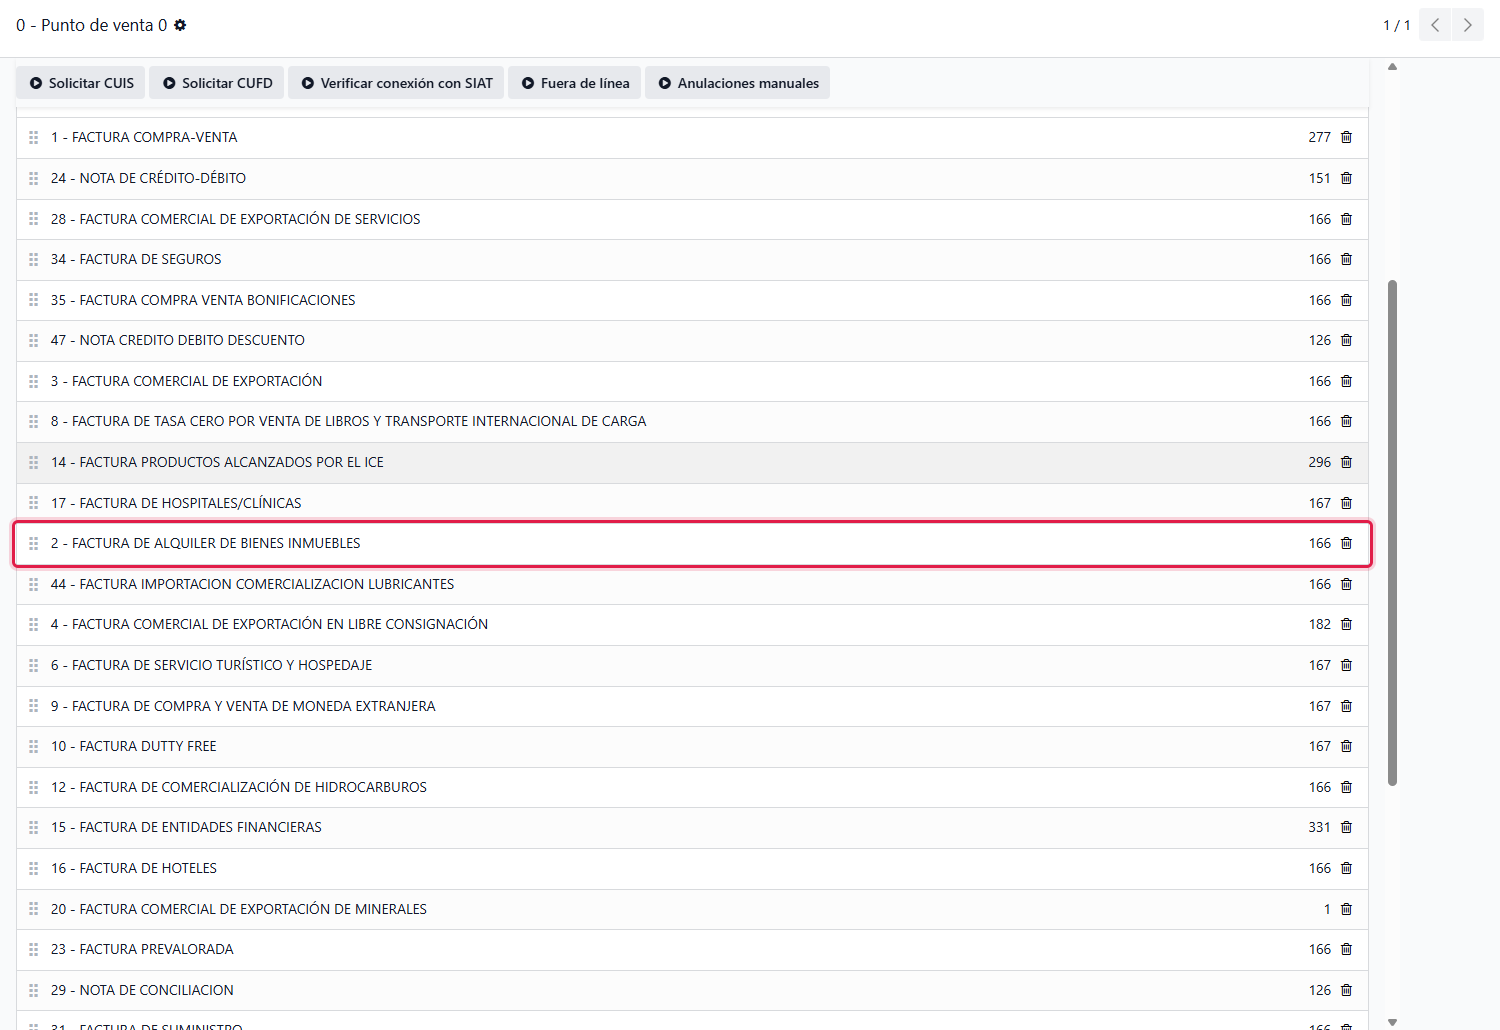 0 - Punto de venta 0
1 / 1
Solicitar CUIS Solicitar CUFD Verificar conexión con SIAT Fuera de línea Anulaciones manuales
1 - FACTURA COMPRA-VENTA 277
24 - NOTA DE CRÉDITO-DÉBITO 151
28 - FACTURA COMERCIAL DE EXPORTACIÓN DE SERVICIOS 166
34 - FACTURA DE SEGUROS 166
35 - FACTURA COMPRA VENTA BONIFICACIONES 166
47 - NOTA CREDITO DEBITO DESCUENTO 126
3 - FACTURA COMERCIAL DE EXPORTACIÓN 166
8 - FACTURA DE TASA CERO POR VENTA DE LIBROS Y TRANSPORTE INTERNACIONAL DE CARGA 166
14 - FACTURA PRODUCTOS ALCANZADOS POR EL ICE 296
17 - FACTURA DE HOSPITALES/CLÍNICAS 167
2 - FACTURA DE ALQUILER DE BIENES INMUEBLES 166
44 - FACTURA IMPORTACION COMERCIALIZACION LUBRICANTES 166
4 - FACTURA COMERCIAL DE EXPORTACIÓN EN LIBRE CONSIGNACIÓN 182
6 - FACTURA DE SERVICIO TURÍSTICO Y HOSPEDAJE 167
9 - FACTURA DE COMPRA Y VENTA DE MONEDA EXTRANJERA 167
10 - FACTURA DUTTY FREE 167
12 - FACTURA DE COMERCIALIZACIÓN DE HIDROCARBUROS 166
15 - FACTURA DE ENTIDADES FINANCIERAS 331
16 - FACTURA DE HOTELES 166
20 - FACTURA COMERCIAL DE EXPORTACIÓN DE MINERALES 1
23 - FACTURA PREVALORADA 166
29 - NOTA DE CONCILIACION 126
31 - FACTURA DE SUMINISTRO 166